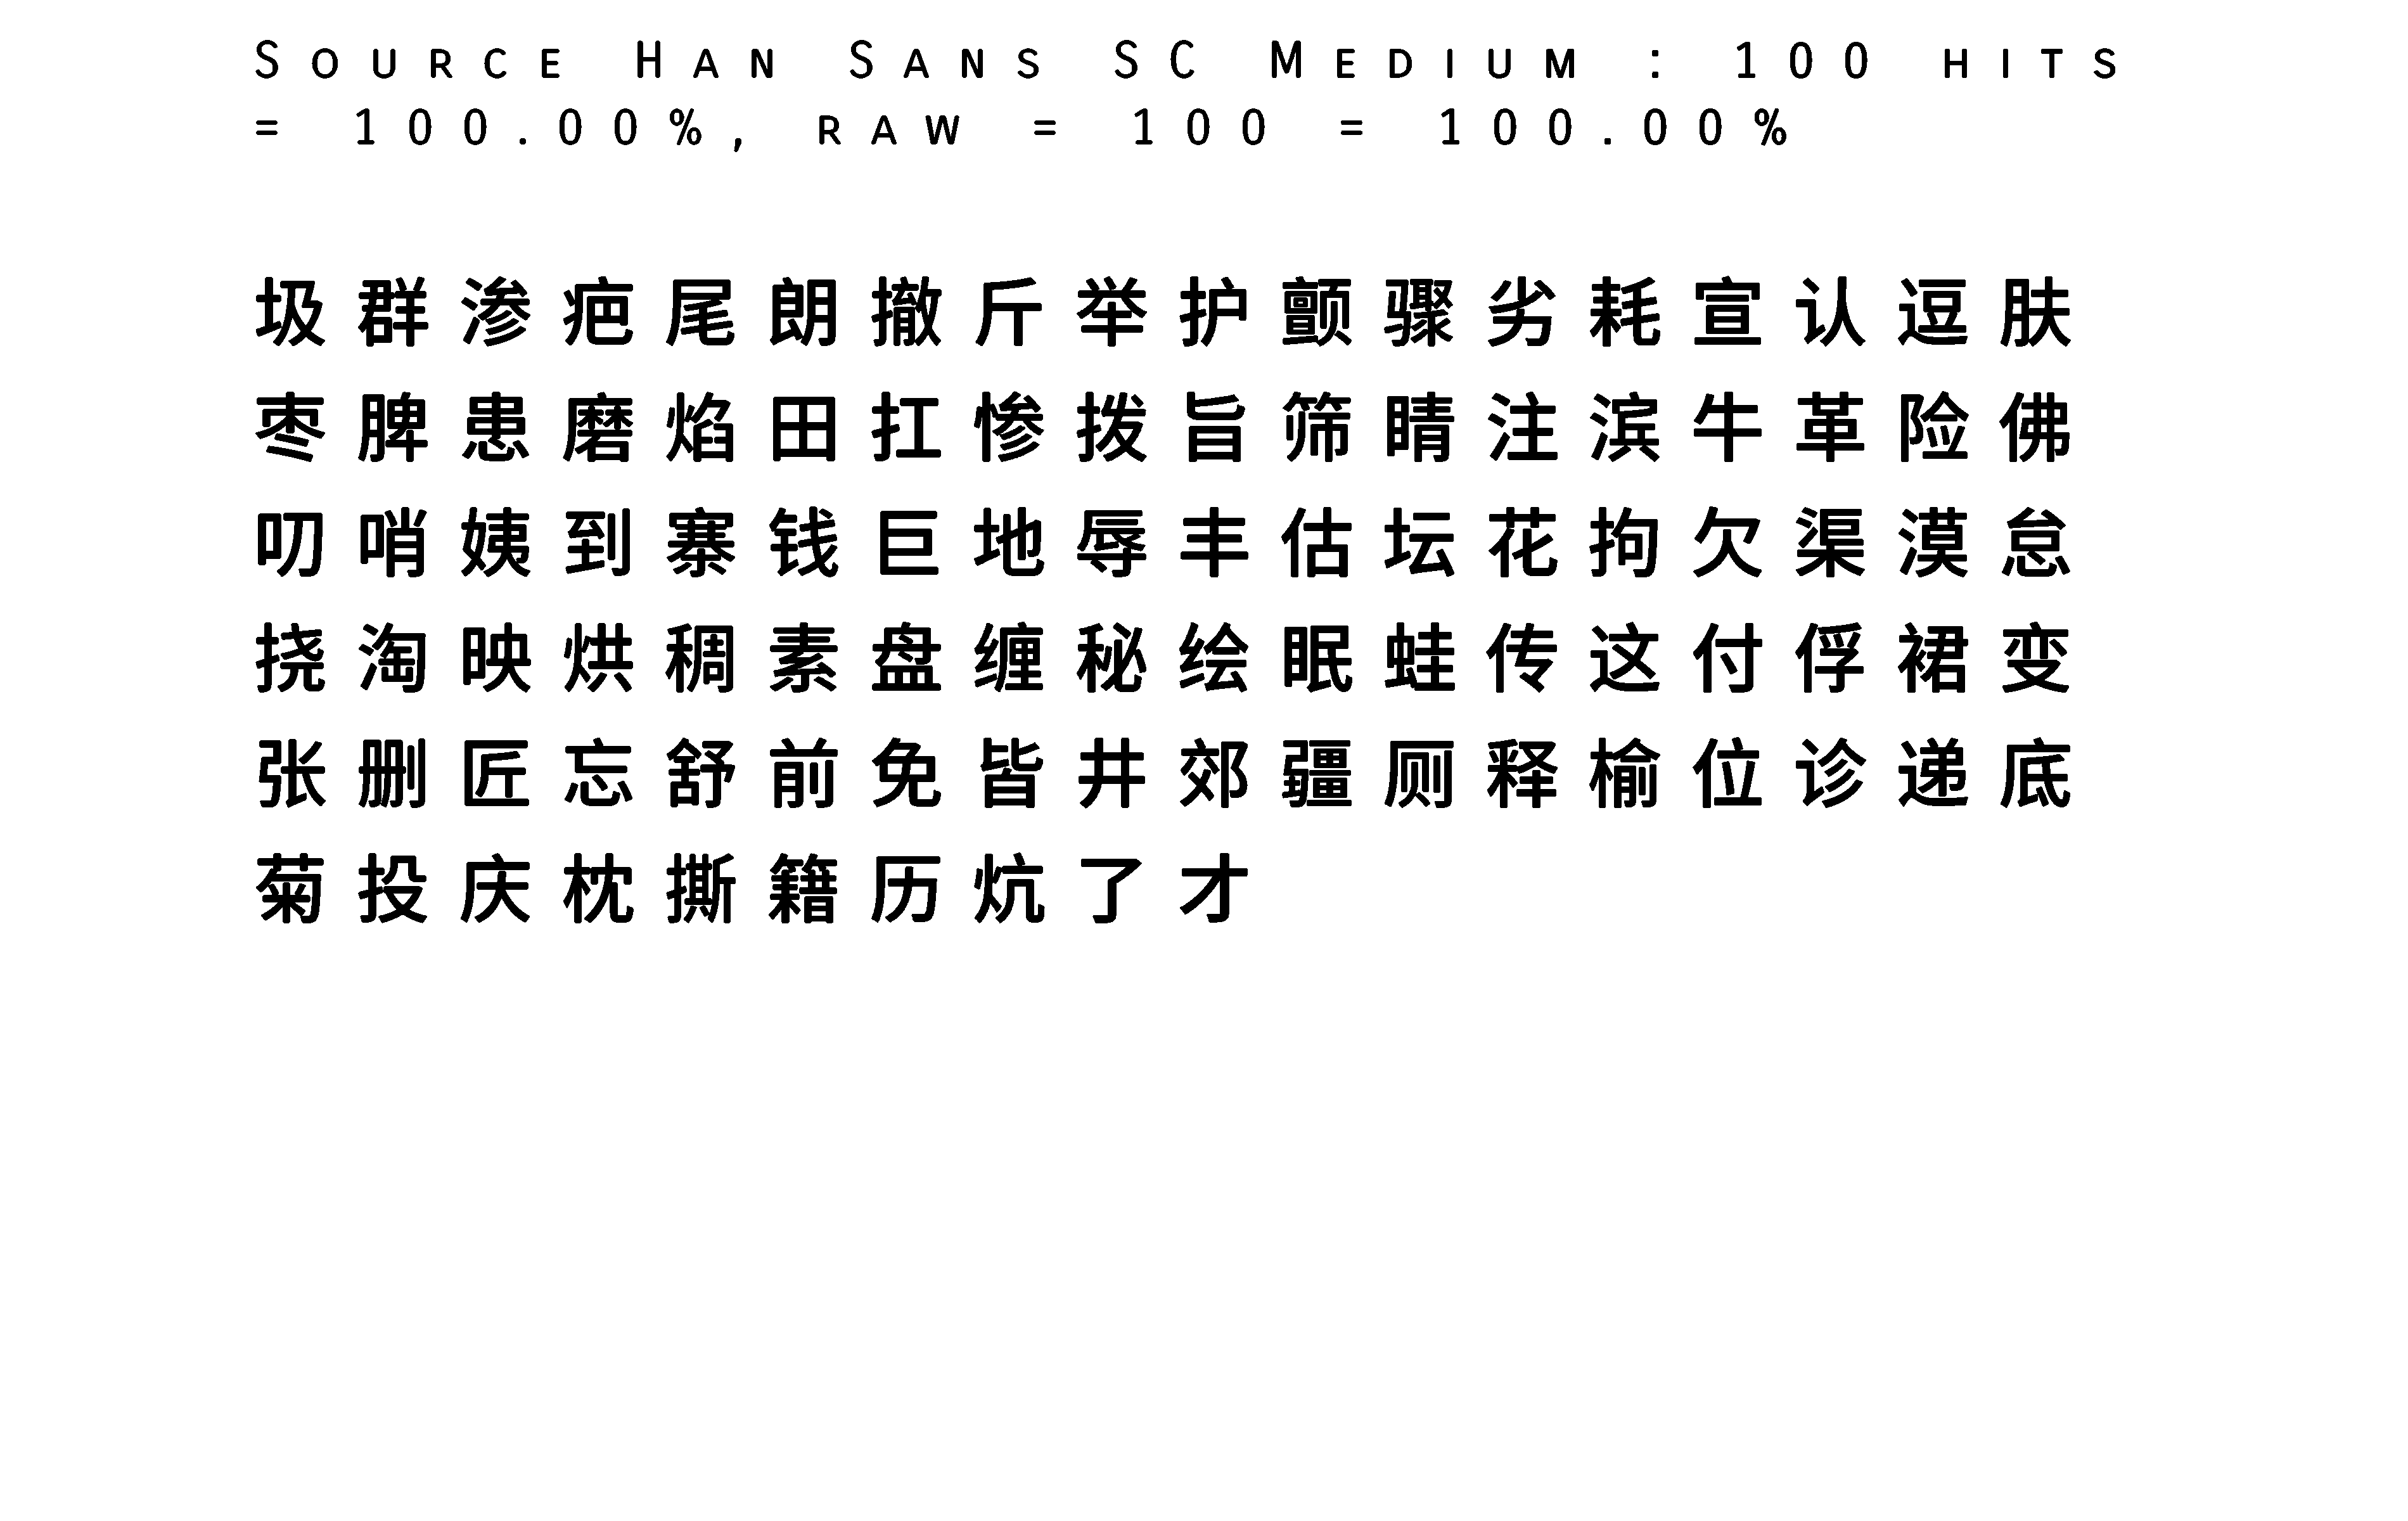 Source Han Sans SC Medium : 100 hits
= 100.00%, raw = 100 = 100.00%
圾群渗疤尾朗撤斤举护颤骤劣耗宣认逗肤
枣脾患磨焰田扛惨拨旨筛睛注滨牛革险佛
叨哨姨到寨钱巨地辱丰估坛花拘欠渠漠怠
挠淘映烘稠素盘缠秘绘眠蛙传这付俘裙变
张删匠忘舒前免皆井郊疆厕释榆位诊递底
菊投庆枕撕籍历炕了才